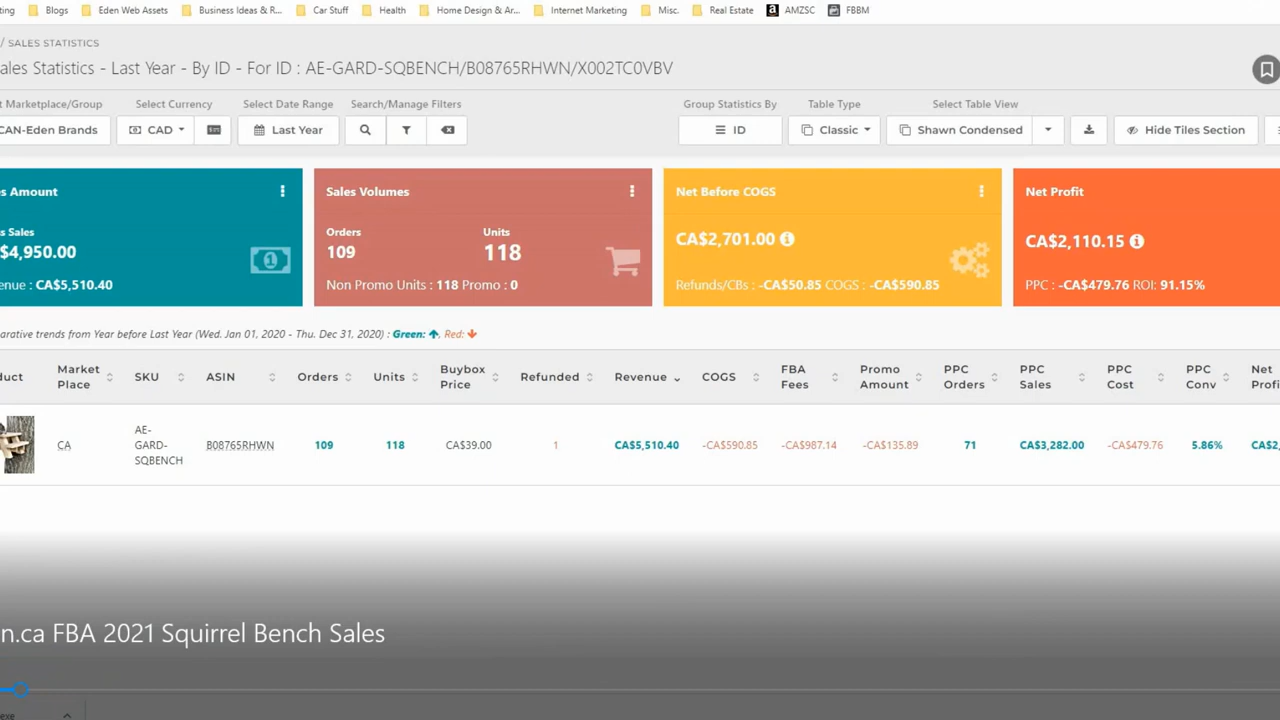 ting Blogs Eden Web Assets Business Ideas & R... Car Stuff Health Home Design & Ar... Internet Marketing Misc. Real Estate AMZSC FBBM
/ SALES STATISTICS
ales Statistics - Last Year - By ID - For ID : AE-GARD-SQBENCH/B08765RHWN/X002TC0VBV
t Marketplace/Group Select Currency Select Date Range Search/Manage Filters Group Statistics By Table Type Select Table View
CAN-Eden Brands CAD Last Year ID Classic Shawn Condensed Hide Tiles Section
s Amount Sales Volumes Net Before COGS Net Profit
s Sales Orders Units
$4,950.00 109 118 CA$2,701.00 CA$2,110.15
nue : CA$5,510.40 Non Promo Units : 118 Promo : 0 Refunds/CBs : -CA$50.85 COGS : -CA$590.85 PPC : -CA$479.76 ROI: 91.15%
arative trends from Year before Last Year (Wed. Jan 01, 2020 - Thu. Dec 31, 2020) : Green: Red:
duct Market Place SKU ASIN Orders Units Buybox Price Refunded Revenue COGS FBA Fees Promo Amount PPC Orders PPC Sales PPC Cost PPC Conv Net Profi
CA AE-GARD-SQBENCH B08765RHWN 109 118 CA$39.00 1 CA$5,510.40 -CA$590.85 -CA$987.14 -CA$135.89 71 CA$3,282.00 -CA$479.76 5.86% CA$2,
n.ca FBA 2021 Squirrel Bench Sales
exe